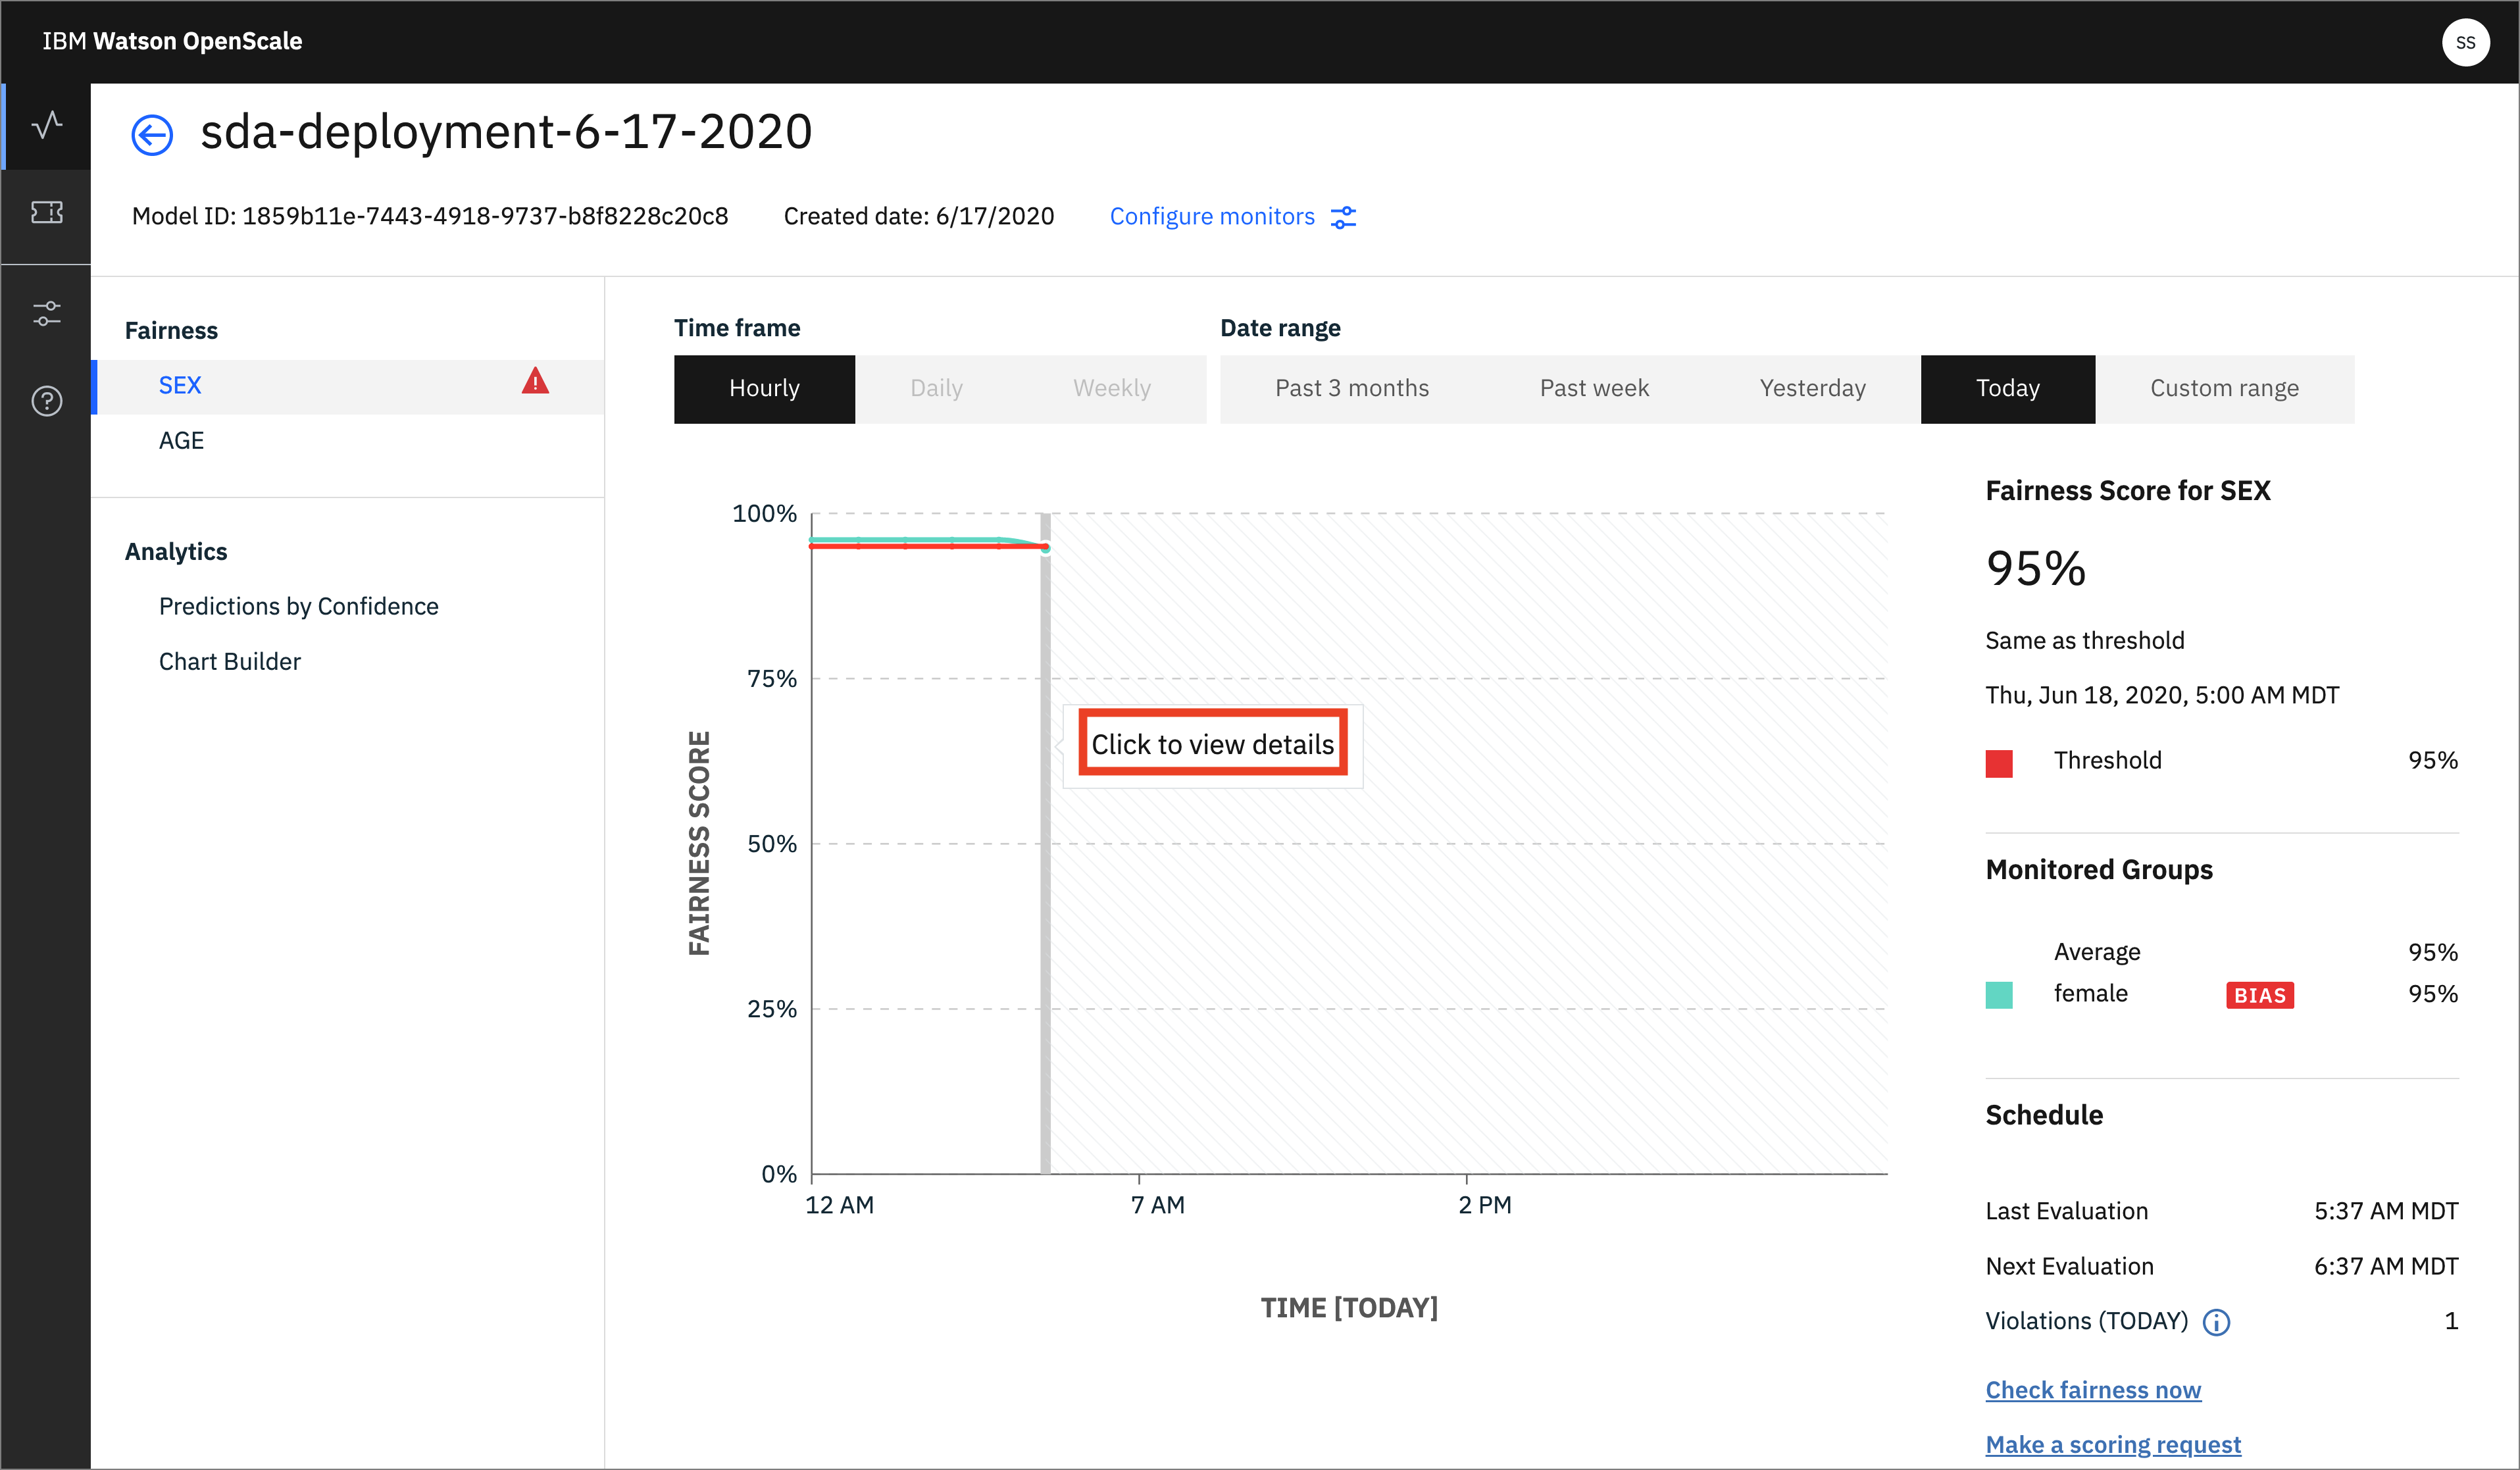 IBM Watson OpenScale
SS
sda-deployment-6-17-2020
Model ID: 1859b11e-7443-4918-9737-b8f8228c20c8 Created date: 6/17/2020 Configure monitors
Fairness
SEX
AGE
Analytics
Predictions by Confidence
Chart Builder
Time frame
Hourly Daily Weekly
Date range
Past 3 months Past week Yesterday Today Custom range
FAIRNESS SCORE
100%
75%
50%
25%
0%
Click to view details
12 AM 7 AM 2 PM
TIME [TODAY]
Fairness Score for SEX
95%
Same as threshold
Thu, Jun 18, 2020, 5:00 AM MDT
Threshold 95%
Monitored Groups
Average 95%
female BIAS 95%
Schedule
Last Evaluation 5:37 AM MDT
Next Evaluation 6:37 AM MDT
Violations (TODAY) 1
Check fairness now
Make a scoring request